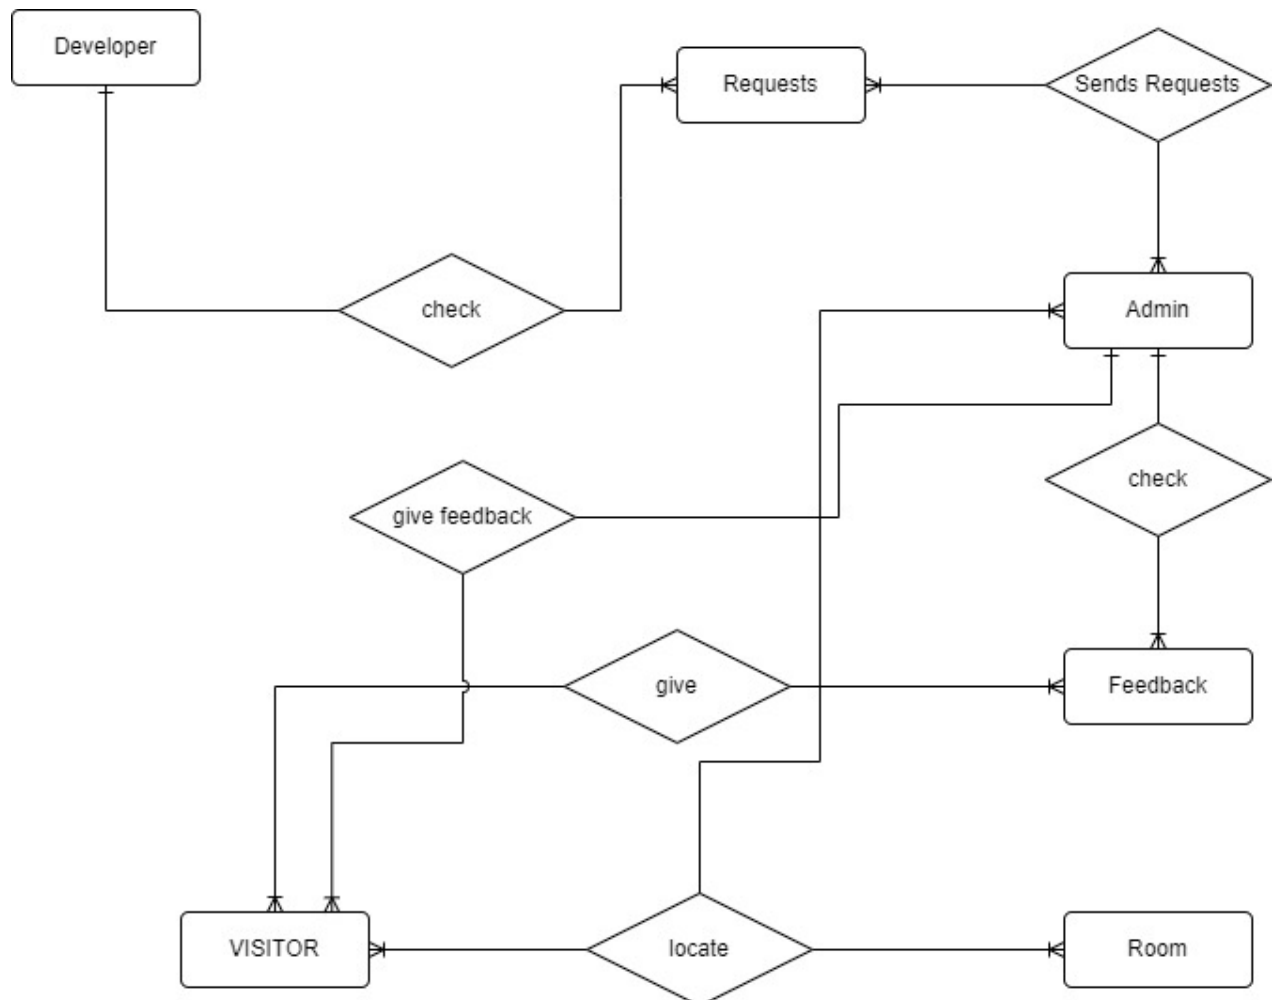 Developer
Requests
Sends Requests
check
Admin
check
give feedback
give
Feedback
VISITOR
locate
Room